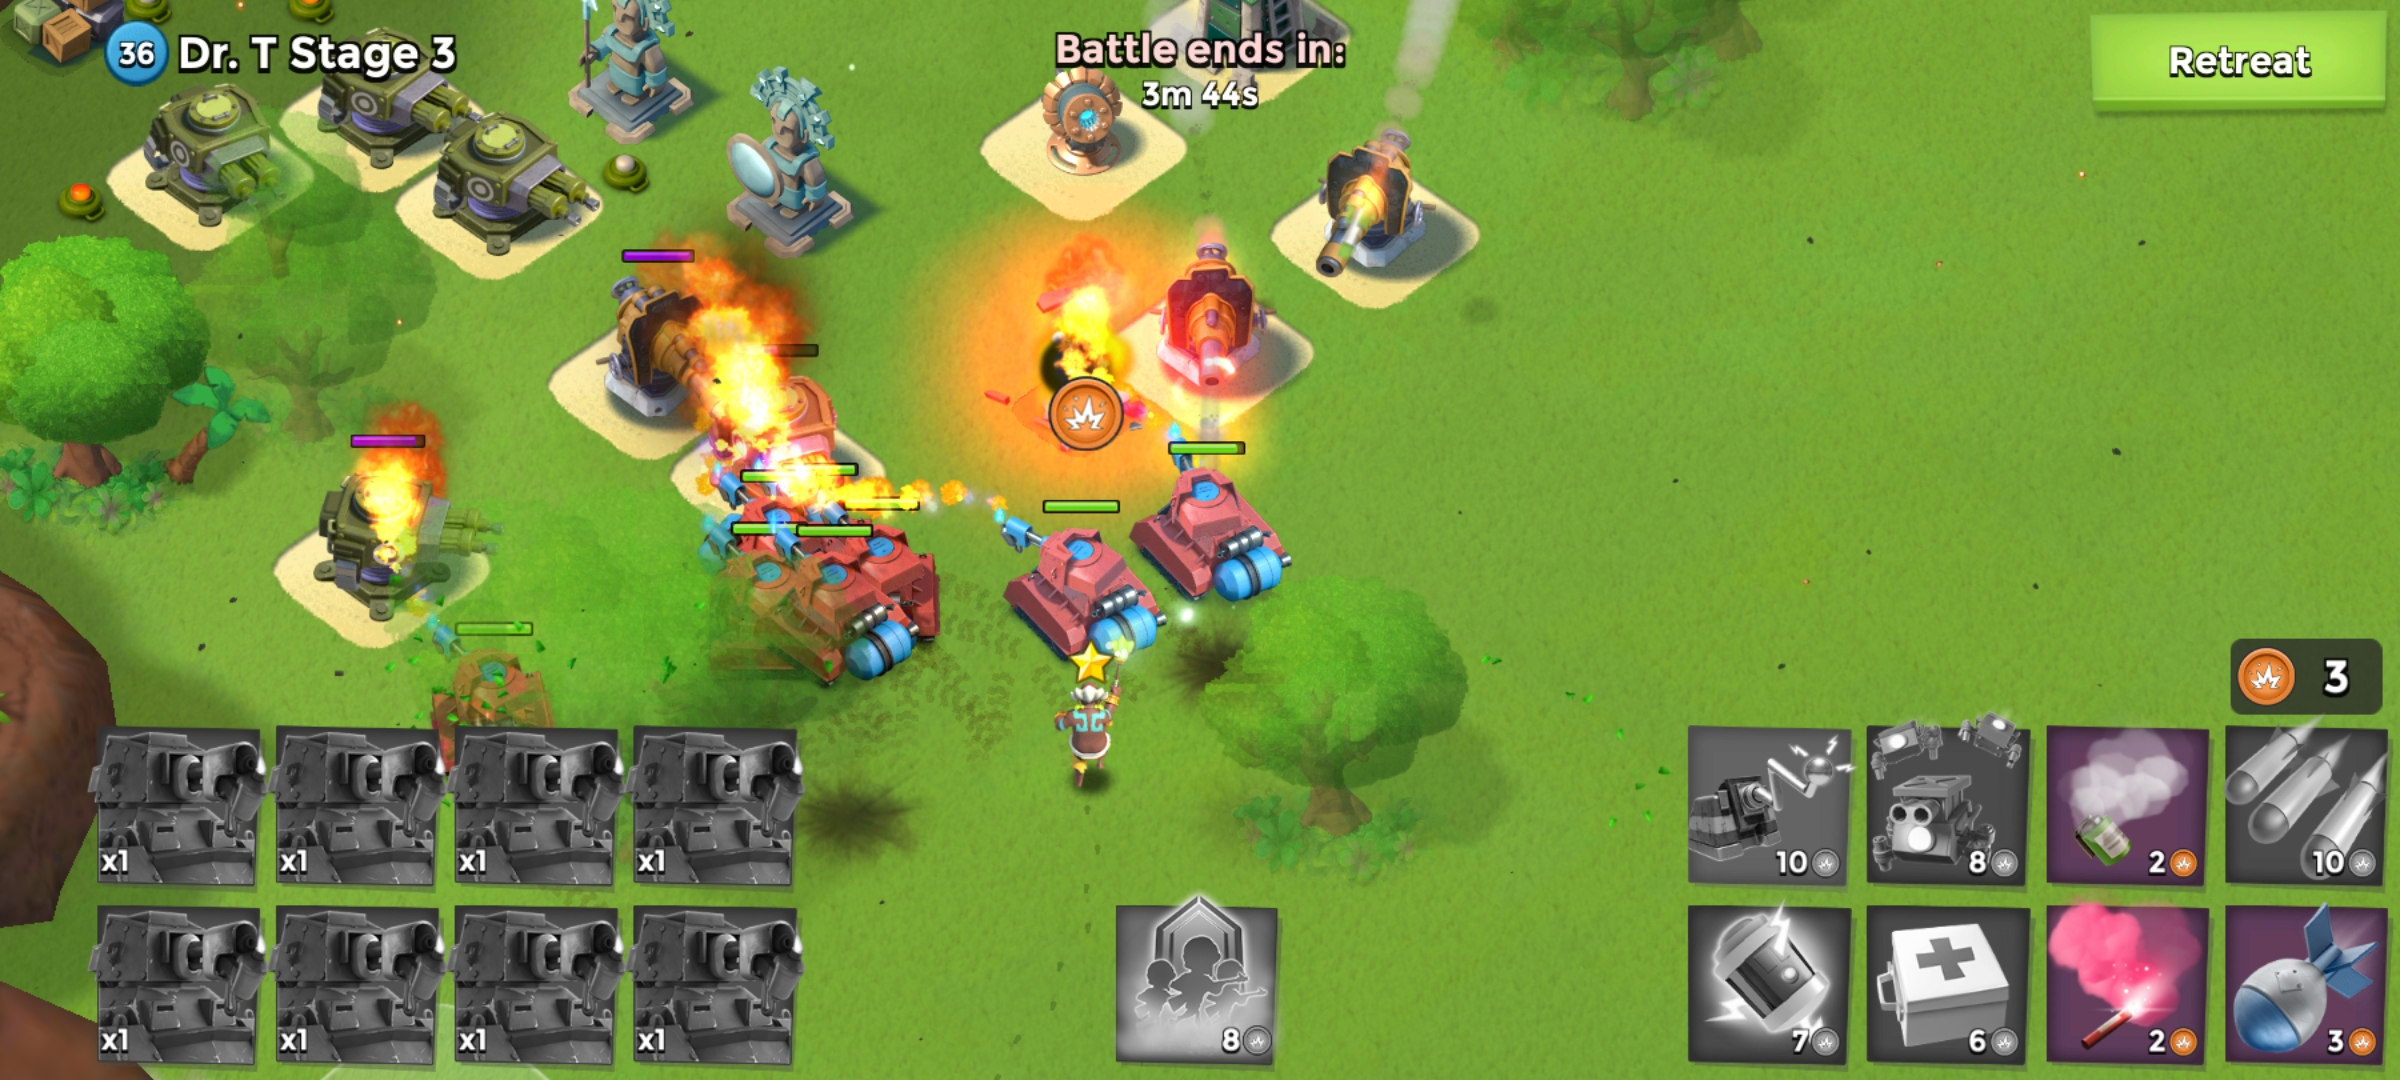 36 Dr. T Stage 3
Battle ends in:
3m 44s
Retreat
3
x1 x1 x1 x1
10 8 2 10
x1 x1 x1 x1
8
7 6 2 3